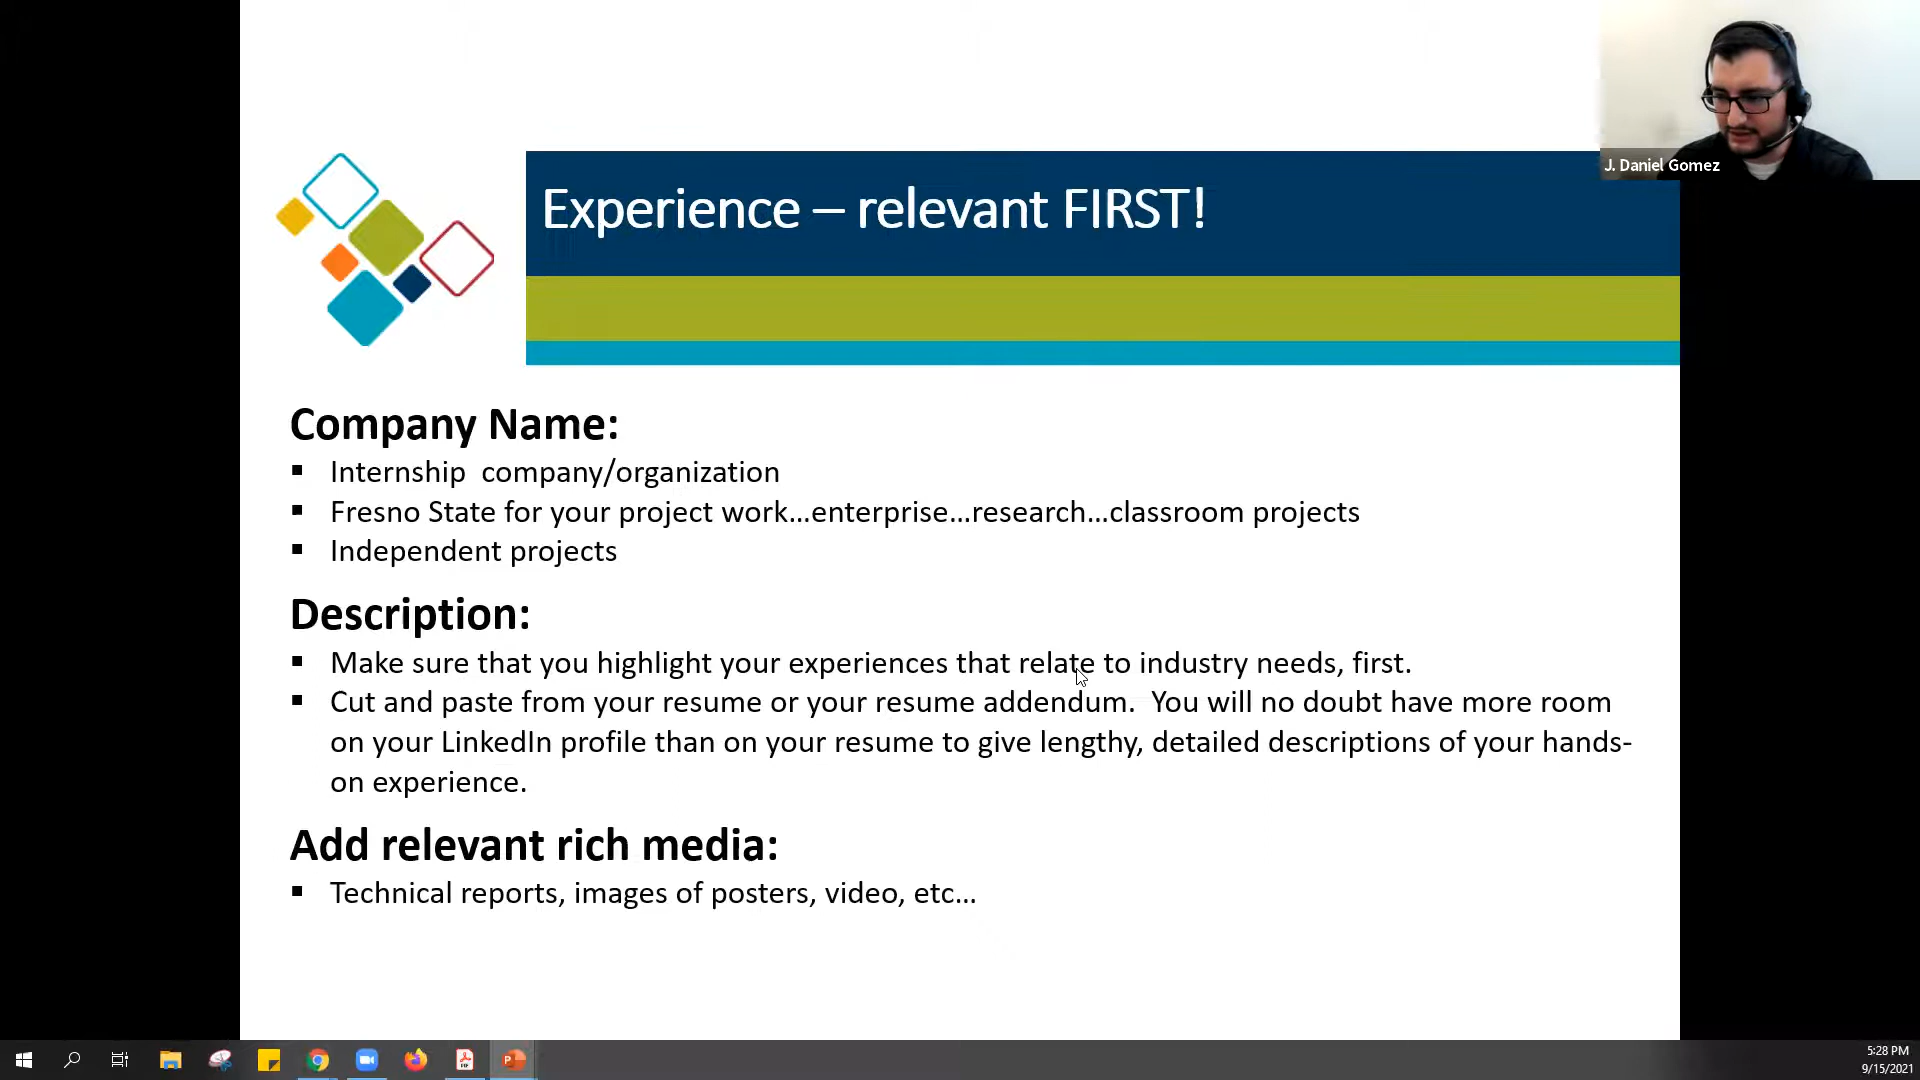 J. Daniel Gomez
Experience – relevant FIRST!
Company Name:
Internship  company/organization
Fresno State for your project work…enterprise…research…classroom projects
Independent projects
Description:
Make sure that you highlight your experiences that relate to industry needs, first.
Cut and paste from your resume or your resume addendum.  You will no doubt have more room
on your LinkedIn profile than on your resume to give lengthy, detailed descriptions of your hands-
on experience.
Add relevant rich media:
Technical reports, images of posters, video, etc…
5:28 PM
9/15/2021